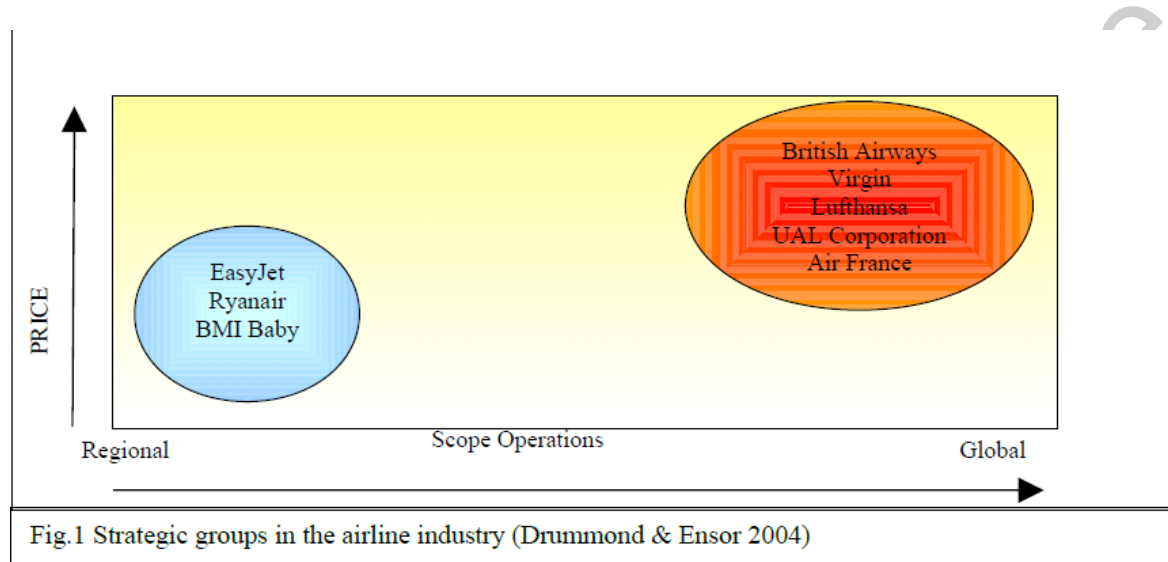 British Airways
Virgin
Lufthansa
UAL Corporation
Air France
EasyJet
Ryanair
BMI Baby
PRICE
Regional
Scope Operations
Global
Fig.1 Strategic groups in the airline industry (Drummond & Ensor 2004)